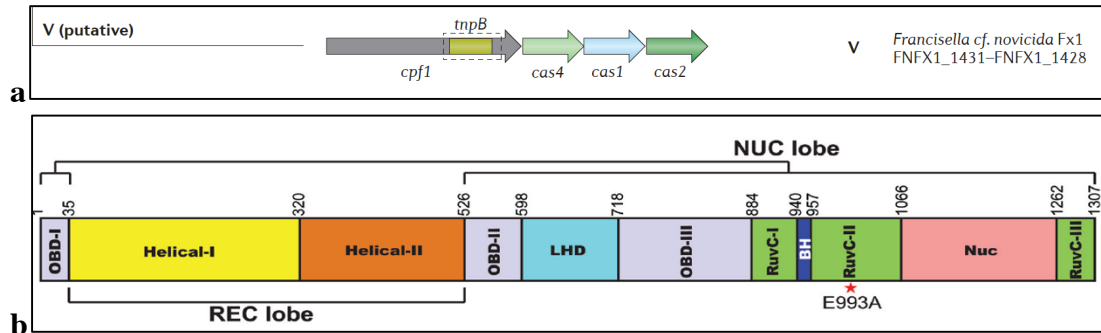 V (putative)
tnpB
cpf1
cas4
cas1
cas2
V
Francisella cf. novicida Fx1
FNFX1_1431–FNFX1_1428
a
NUC lobe
1
35
320
526
598
718
884
940
957
1066
1262
1307
OBD-I
Helical-I
Helical-II
OBD-II
LHD
OBD-III
RuvC-I
BH
RuvC-II
Nuc
RuvC-III
E993A
REC lobe
b